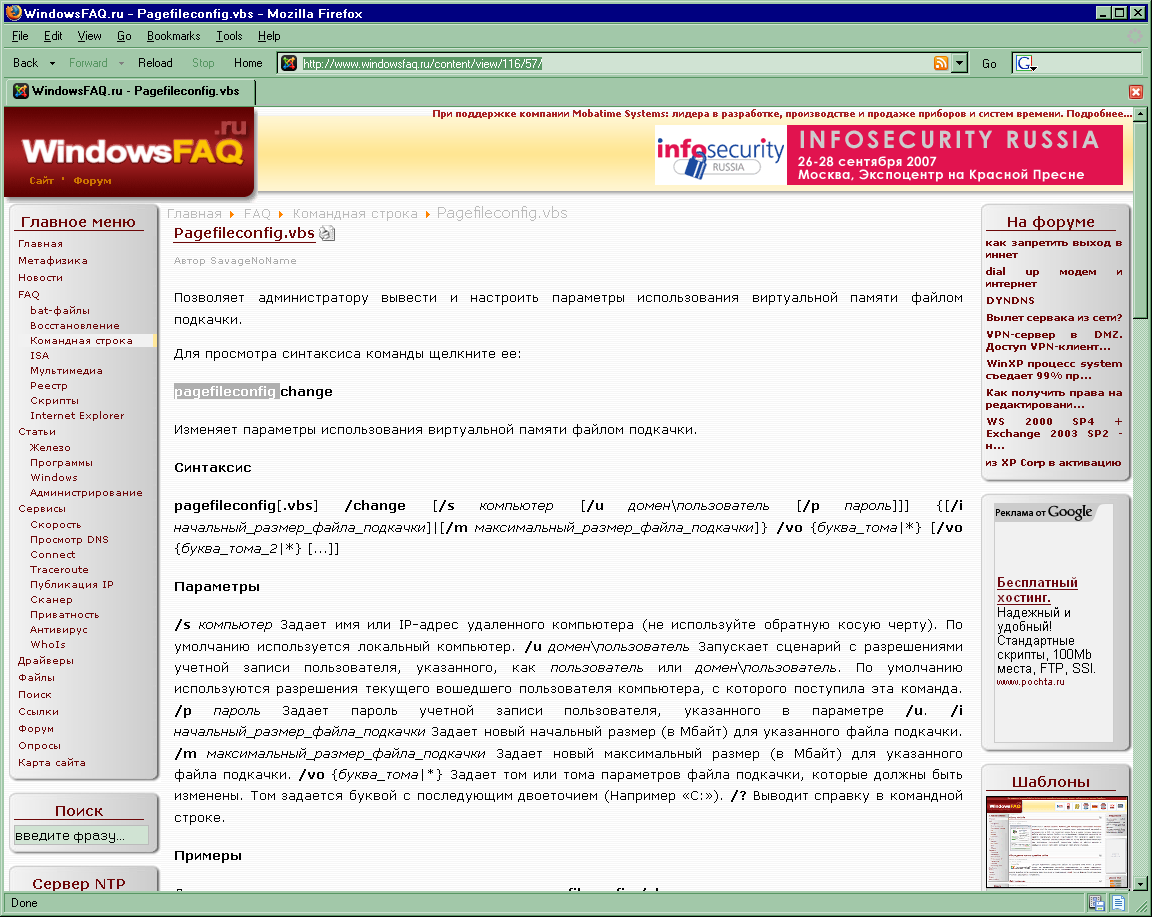 WindowsFAQ.ru - Pagefileconfig.vbs - Mozilla Firefox
File Edit View Go Bookmarks Tools Help
Back Forward Reload Stop Home http://www.windowsfaq.ru/content/view/116/57/ Go G
WindowsFAQ.ru - Pagefileconfig.vbs
При поддержке компании Mobatime Systems: лидера в разработке, производстве и продаже приборов и систем времени. Подробнее...
.ru
WindowsFAQ
Сайт * Форум
infosecurity
RUSSIA
INFOSECURITY RUSSIA
26-28 сентября 2007
Москва, Экспоцентр на Красной Пресне
Главное меню
Главная
Метафизика
Новости
FAQ
bat-файлы
Восстановление
Командная строка
ISA
Мультимедиа
Реестр
Скрипты
Internet Explorer
Статьи
Железо
Программы
Windows
Администрирование
Сервисы
Скорость
Просмотр DNS
Connect
Traceroute
Публикация IP
Сканер
Приватность
Антивирус
WhoIs
Драйверы
Файлы
Поиск
Ссылки
Форум
Опросы
Карта сайта
Поиск
введите фразу...
Сервер NTP
Главная FAQ Командная строка Pagefileconfig.vbs
Pagefileconfig.vbs
Автор SavageNoName
Позволяет администратору вывести и настроить параметры использования виртуальной памяти файлом
подкачки.
Для просмотра синтаксиса команды щелкните ее:
pagefileconfig change
Изменяет параметры использования виртуальной памяти файлом подкачки.
Синтаксис
pagefileconfig[.vbs] /change [/s компьютер [/u домен\пользователь [/p пароль]]] {[/i
начальный_размер_файла_подкачки]|[/m максимальный_размер_файла_подкачки]} /vo {буква_тома|*} [/vo
{буква_тома_2|*} [...]]
Параметры
/s компьютер Задает имя или IP-адрес удаленного компьютера (не используйте обратную косую черту). По
умолчанию используется локальный компьютер. /u домен\пользователь Запускает сценарий с разрешениями
учетной записи пользователя, указанного, как пользователь или домен\пользователь. По умолчанию
используются разрешения текущего вошедшего пользователя компьютера, с которого поступила эта команда.
/p пароль Задает пароль учетной записи пользователя, указанного в параметре /u. /i
начальный_размер_файла_подкачки Задает новый начальный размер (в Мбайт) для указанного файла подкачки.
/m максимальный_размер_файла_подкачки Задает новый максимальный размер (в Мбайт) для указанного
файла подкачки. /vo {буква_тома|*} Задает том или тома параметров файла подкачки, которые должны быть
изменены. Том задается буквой с последующим двоеточием (Например «C:»). /? Выводит справку в командной
строке.
Примеры
На форуме
как запретить выход в
иннет
dial up модем и
интернет
DYNDNS
Вылет сервака из сети?
VPN-сервер в DMZ.
Доступ VPN-клиент...
WinXP процесс system
съедает 99% пр...
Как получить права на
редактировани...
WS 2000 SP4 +
Exchange 2003 SP2 -
н...
из XP Corp в активацию
Реклама от Google
Бесплатный
хостинг.
Надежный и
удобный!
Стандартные
скрипты, 100Mb
места, FTP, SSI.
www.pochta.ru
Шаблоны
Done